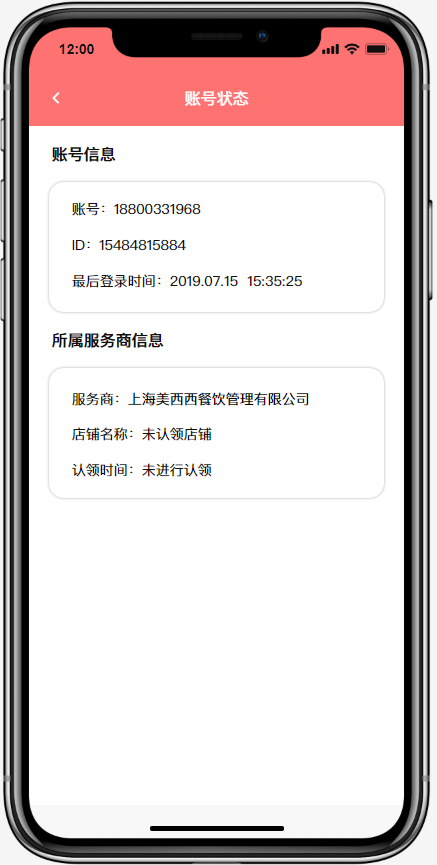 12:00
账号状态
账号信息
账号：18800331968
ID：15484815884
最后登录时间：2019.07.15  15:35:25
所属服务商信息
服务商：上海美西西餐饮管理有限公司
店铺名称：未认领店铺
认领时间：未进行认领